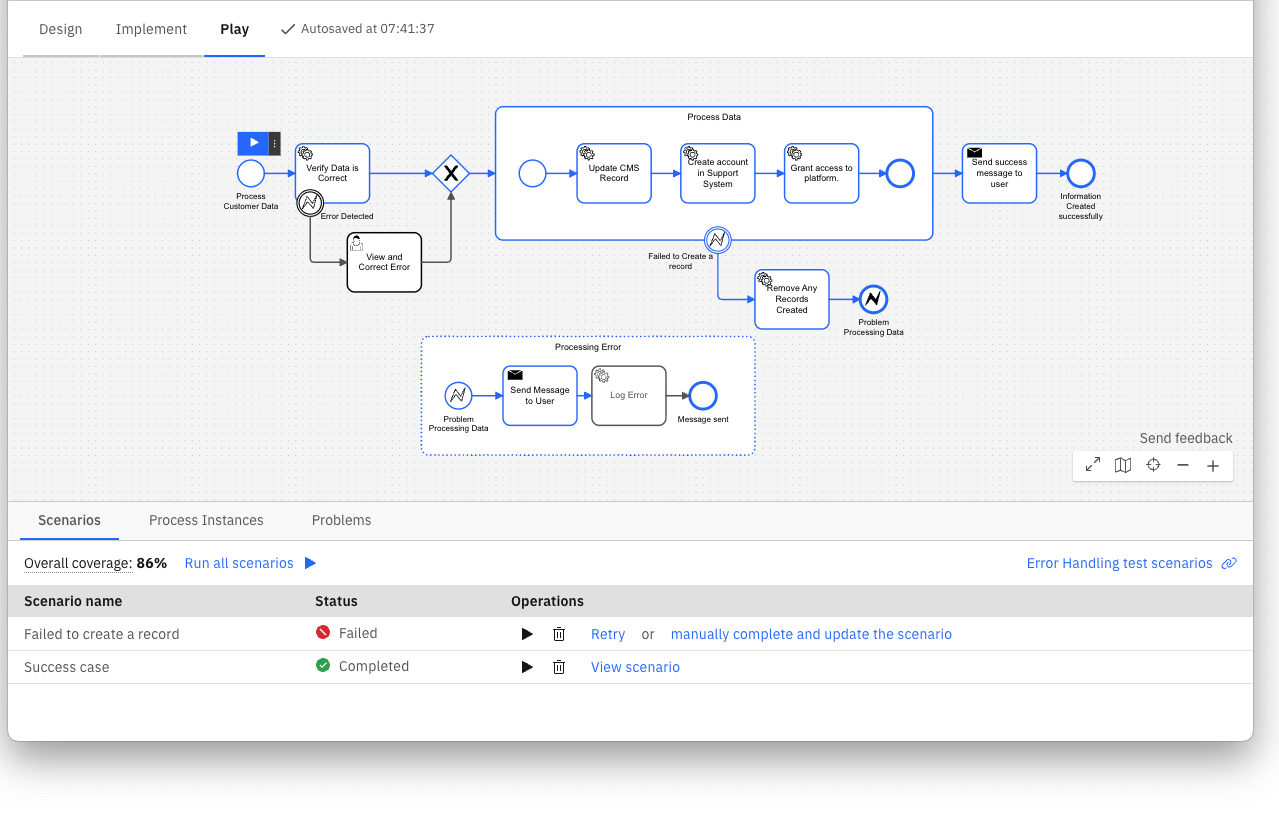 Design Implement Play Autosaved at 07:41:37
Process Data
Verify Data is
Correct
Process
Customer Data
Error Detected
View and
Correct Error
X
Update CMS
Record
Create account
in Support
System
Grant access to
platform.
Send success
message to
user
Information
Created
successfully
Failed to Create a
record
Remove Any
Records
Created
Problem
Processing Data
Processing Error
Problem
Processing Data
Send Message
to User
Log Error
Message sent
Send feedback
Scenarios Process Instances Problems
Overall coverage: 86% Run all scenarios Error Handling test scenarios
Scenario name Status Operations
Failed to create a record Failed Retry or manually complete and update the scenario
Success case Completed View scenario